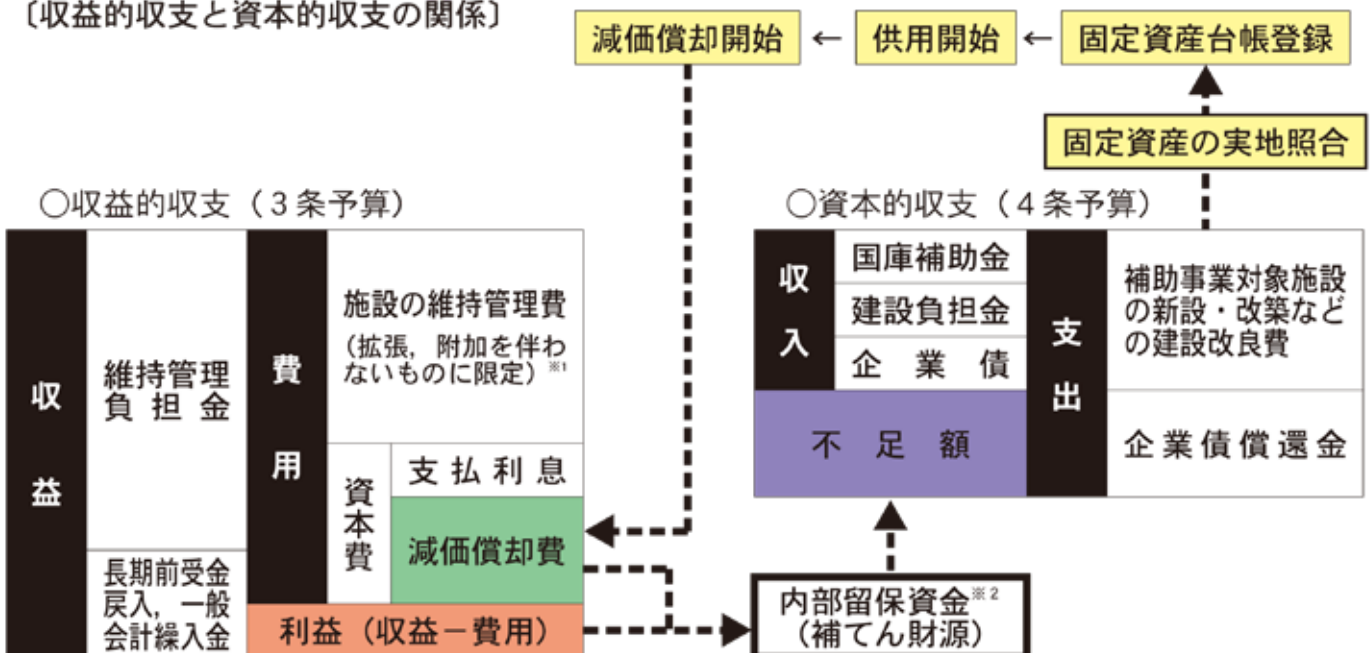 〔収益的収支と資本的収支の関係〕
減価償却開始 ← 供用開始 ← 固定資産台帳登録
固定資産の実地照合
○収益的収支(3条予算)
収益
維持管理
負担金
長期前受金
戻入，一般
会計繰入金
費用
施設の維持管理費
(拡張，附加を伴わ
ないものに限定)※1
資本費
支払利息
減価償却費
利益(収益－費用)
○資本的収支(4条予算)
収入
国庫補助金
建設負担金
企業債
不足額
支出
補助事業対象施設
の新設・改築など
の建設改良費
企業債償還金
内部留保資金※2
(補てん財源)